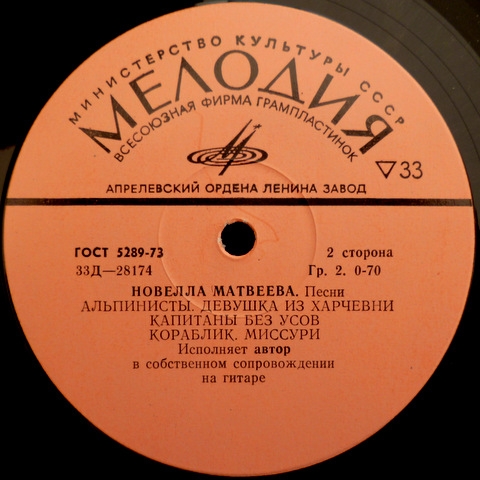 МИНИСТЕРСТВО КУЛЬТУРЫ СССР
МЕЛОДИЯ
ВСЕСОЮЗНАЯ ФИРМА ГРАМПЛАСТИНОК
▽33
АПРЕЛЕВСКИЙ ОРДЕНА ЛЕНИНА ЗАВОД
ГОСТ 5289-73
2 сторона
33Д—28174
Гр. 2. 0-70
НОВЕЛЛА МАТВЕЕВА. Песни
АЛЬПИНИСТЫ. ДЕВУШКА ИЗ ХАРЧЕВНИ
КАПИТАНЫ БЕЗ УСОВ
КОРАБЛИК. МИССУРИ
Исполняет автор
в собственном сопровождении
на гитаре